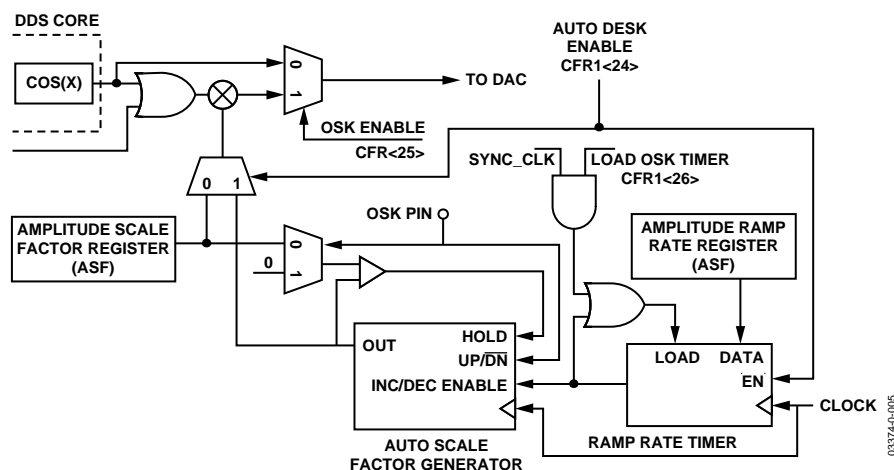 DDS CORE
COS(X)
0
1
TO DAC
OSK ENABLE
CFR<25>
AUTO DESK
ENABLE
CFR1<24>
SYNC_CLK
LOAD OSK TIMER
CFR1<26>
0 1
OSK PIN
AMPLITUDE SCALE
FACTOR REGISTER
(ASF)
0
0
1
AMPLITUDE RAMP
RATE REGISTER
(ASF)
OUT
HOLD
UP/DN
INC/DEC ENABLE
LOAD DATA
EN
CLOCK
AUTO SCALE
FACTOR GENERATOR
RAMP RATE TIMER
03374-0-005